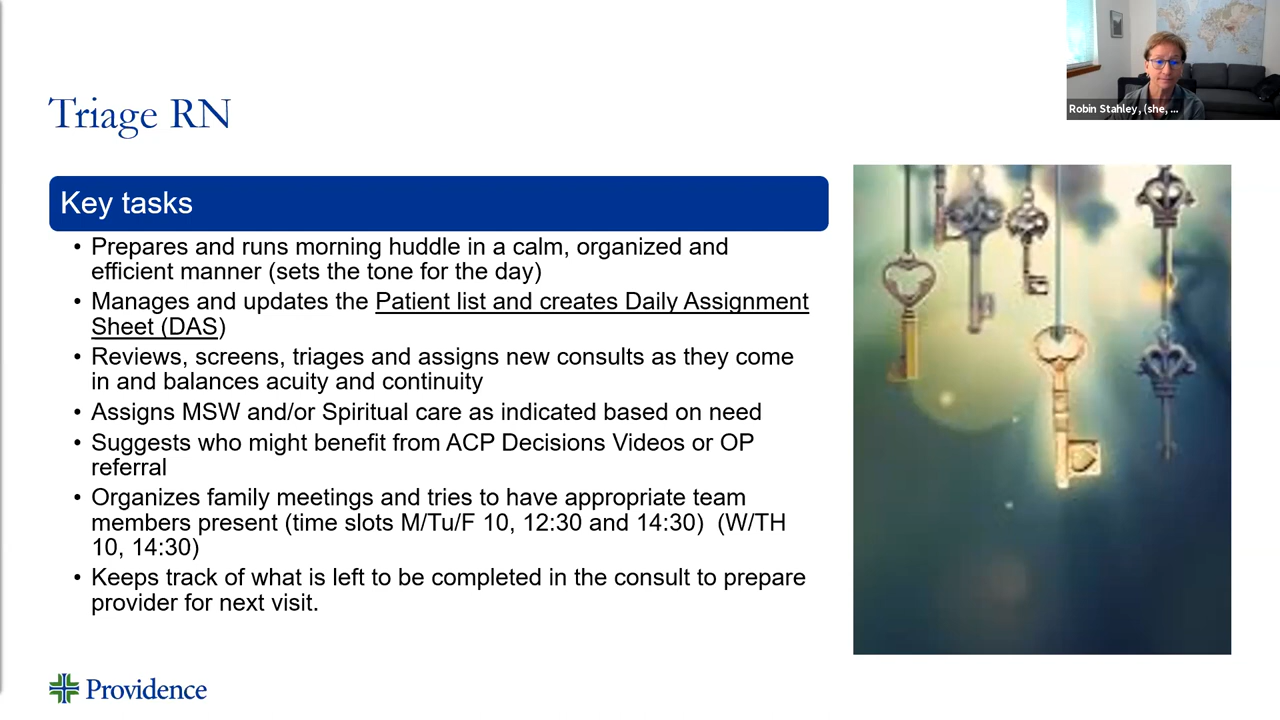 Robin Stahley, (she, ...
Triage RN
Key tasks
• Prepares and runs morning huddle in a calm, organized and
efficient manner (sets the tone for the day)
• Manages and updates the Patient list and creates Daily Assignment
Sheet (DAS)
• Reviews, screens, triages and assigns new consults as they come
in and balances acuity and continuity
• Assigns MSW and/or Spiritual care as indicated based on need
• Suggests who might benefit from ACP Decisions Videos or OP
referral
• Organizes family meetings and tries to have appropriate team
members present (time slots M/Tu/F 10, 12:30 and 14:30)  (W/TH
10, 14:30)
• Keeps track of what is left to be completed in the consult to prepare
provider for next visit.
Providence